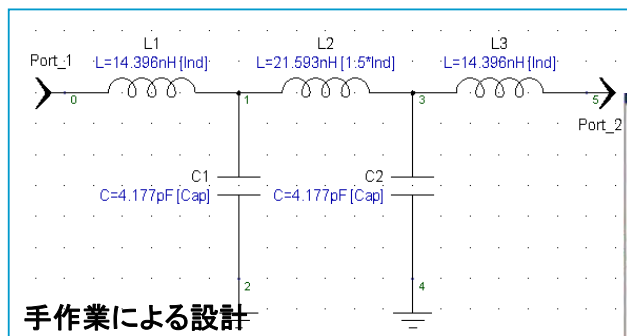 L1
L2
L3
Port_1
L=14.396nH {Ind}
L=21.593nH [1.5*Ind]
L=14.396nH {Ind}
0
1
3
5
Port_2
C1
C2
C=4.177pF [Cap]
C=4.177pF [Cap]
2
4
手作業による設計